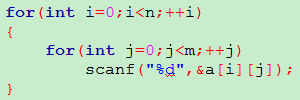 for(int i=0;i<n;++i)
{
    for(int j=0;j<m;++j)
        scanf("%d",&a[i][j]);
}